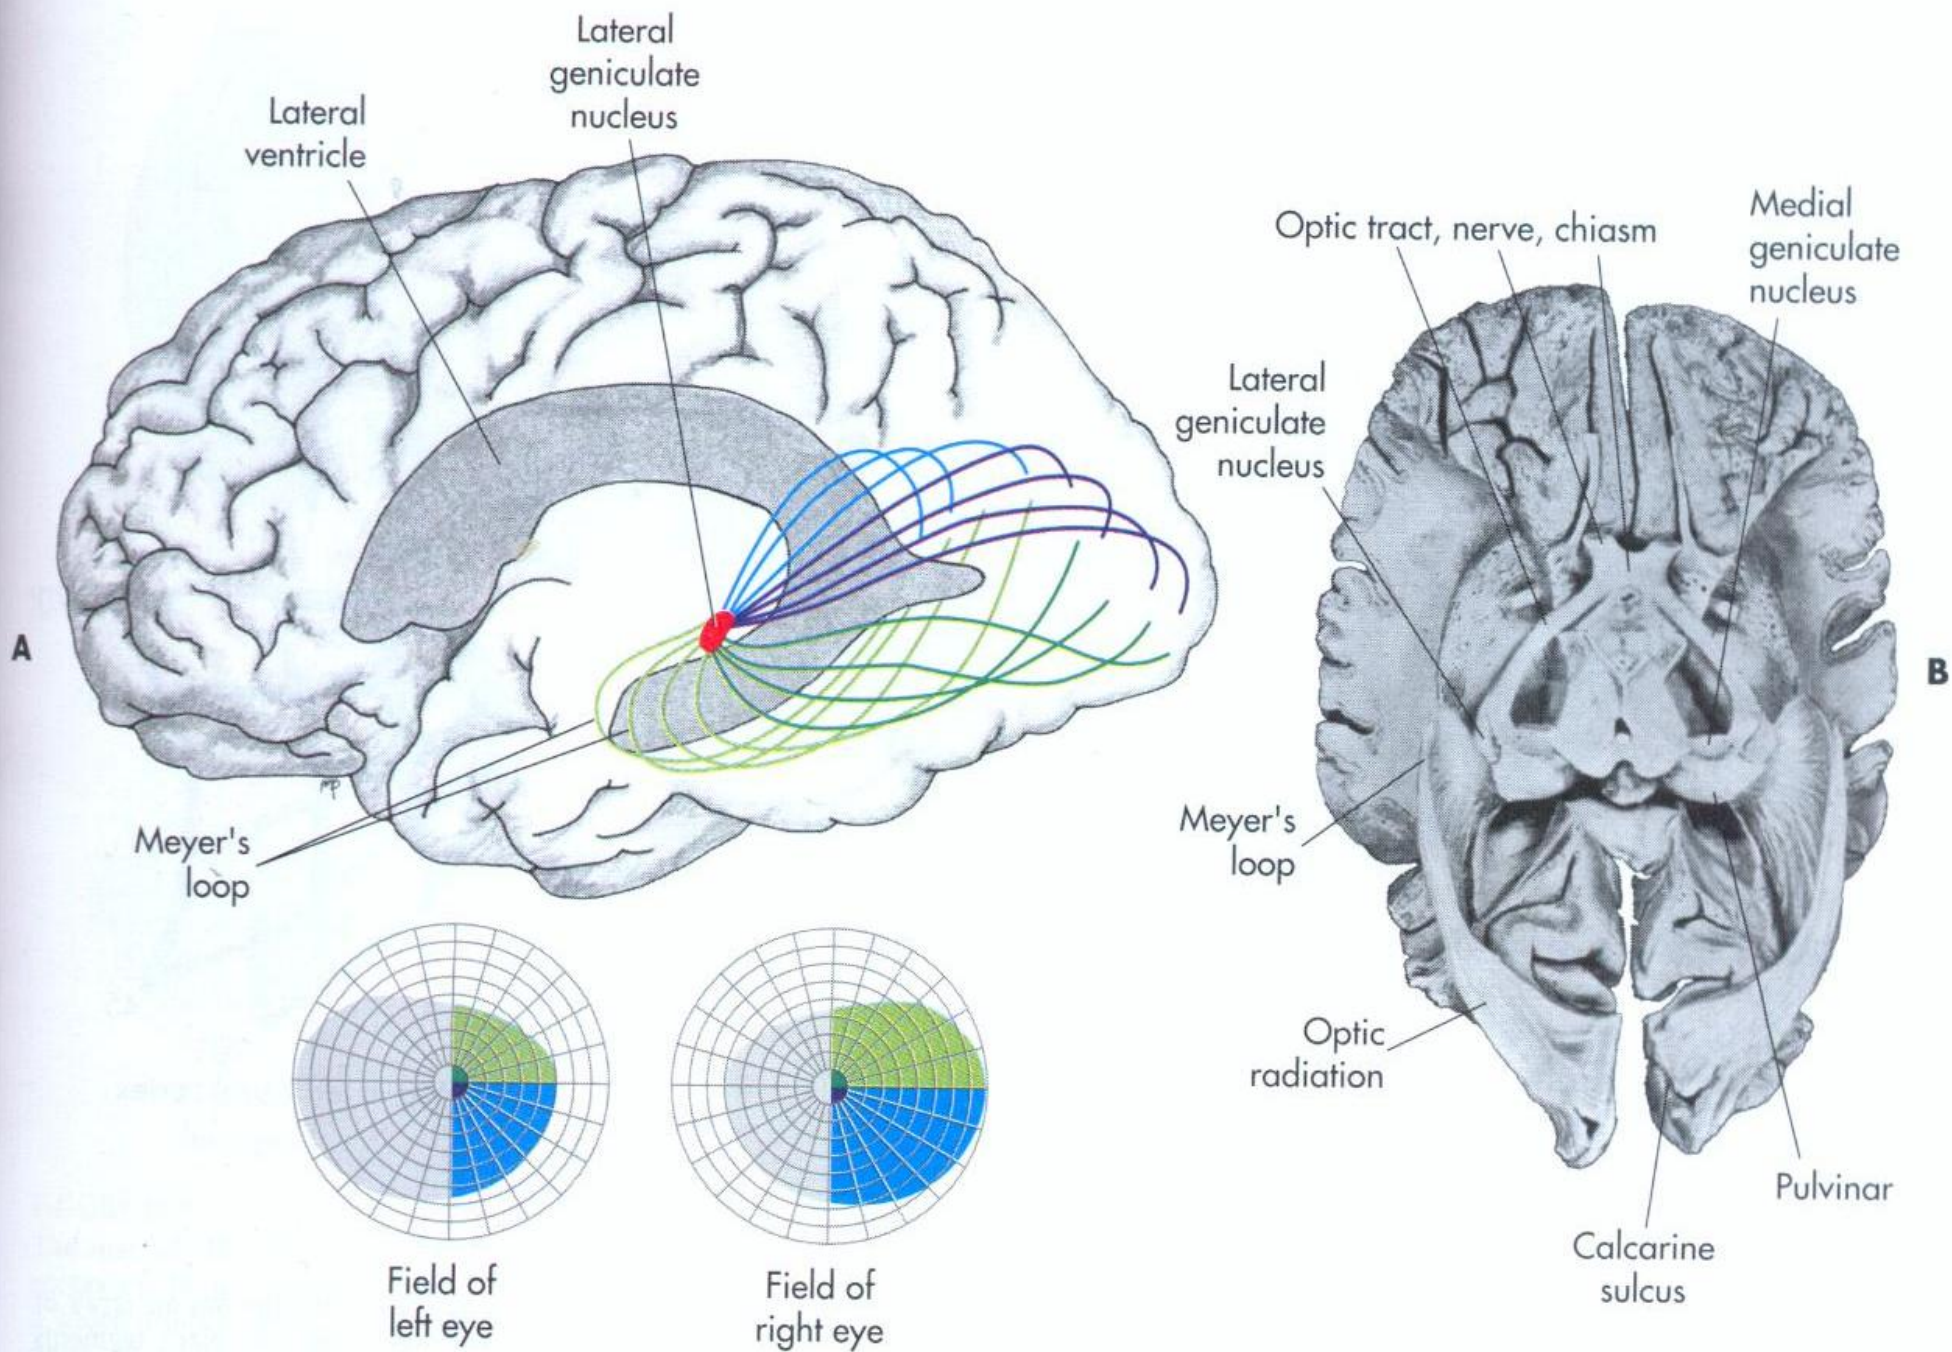 Lateral
geniculate
nucleus
Lateral
ventricle
A
Meyer's
loop
Field of
left eye
Field of
right eye
Optic tract, nerve, chiasm
Medial
geniculate
nucleus
Lateral
geniculate
nucleus
B
Meyer's
loop
Optic
radiation
Pulvinar
Calcarine
sulcus